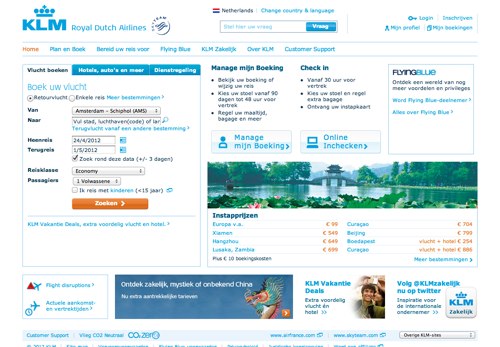 KLM
Royal Dutch Airlines
SKYTEAM
Netherlands > Change country & language
Stel hier uw vraag
Login | Inschrijven
Mijn profiel > Mijn boekingen
Home Plan en Boek Bereid uw reis voor Flying Blue KLM Zakelijk Over KLM Customer Support
Vlucht boeken Hotels, auto's en meer Dienstregeling
Boek uw vlucht
Retourvlucht Enkele reis Meer bestemmingen >
Van Amsterdam – Schiphol (AMS)
Naar Vul stad, luchthaven(code) of lan
Terugvlucht vanaf een andere bestemming >
Heenreis 24/4/2012
Terugreis 1/5/2012
Zoek rond deze data (+/- 3 dagen)
Reisklasse Economy
Passagiers 1 Volwassene
Ik reis met kinderen (<15 jaar)
Zoeken >
KLM Vakantie Deals, extra voordelig vlucht en hotel. >
Manage mijn Boeking
• Bekijk uw boeking of wijzig uw reis
• Kies uw stoel vanaf 90 dagen tot 48 uur voor vertrek
• Regel uw maaltijd, bagage en meer
Manage mijn Boeking >
Check in
• Vanaf 30 uur voor vertrek
• Kies uw stoel en regel extra bagage
• Ontvang uw instapkaart
Online Inchecken >
FLYINGBLUE
Ontdek een wereld van nog meer voordelen en privileges
Word Flying Blue-deelnemer >
Alles over Flying Blue >
Instapprijzen
Europa v.a. € 99 Curaçao € 704
Xiamen € 549 Beijing € 799
Hangzhou € 649 Boedapest vlucht + hotel € 254
Lusaka, Zambia € 699 Curaçao vlucht + hotel € 886
Plus € 10 boekingskosten Meer bestemmingen >
Flight disruptions? >
Actuele aankomst- en vertrektijden >
Ontdek zakelijk, mystiek of onbekend China
Nu extra aantrekkelijke tarieven
KLM Vakantie Deals
Extra voordelig vlucht en hotel >
Volg @KLMzakelijk nu op twitter
Inspiratie voor de internationale ondernemer >
KLM
Zakelijk
Customer Support | Vlieg CO2 Neutraal CO2ZERO
www.airfrance.com | www.skyteam.com
Overige KLM-sites